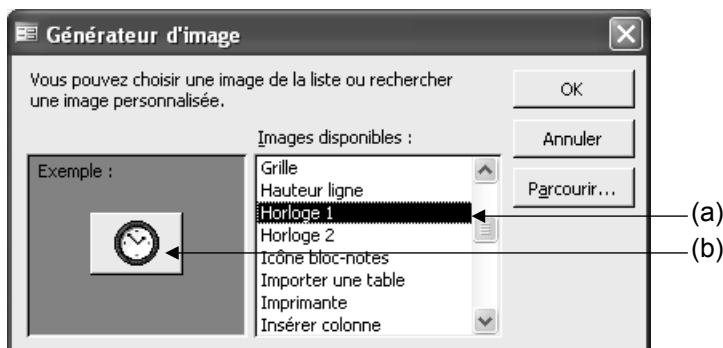 Générateur d'image
Vous pouvez choisir une image de la liste ou rechercher
une image personnalisée.
OK
Annuler
Parcourir...
Images disponibles :
Exemple :
Grille
Hauteur ligne
Horloge 1
Horloge 2
Icône bloc-notes
Importer une table
Imprimante
Insérer colonne
(a)
(b)